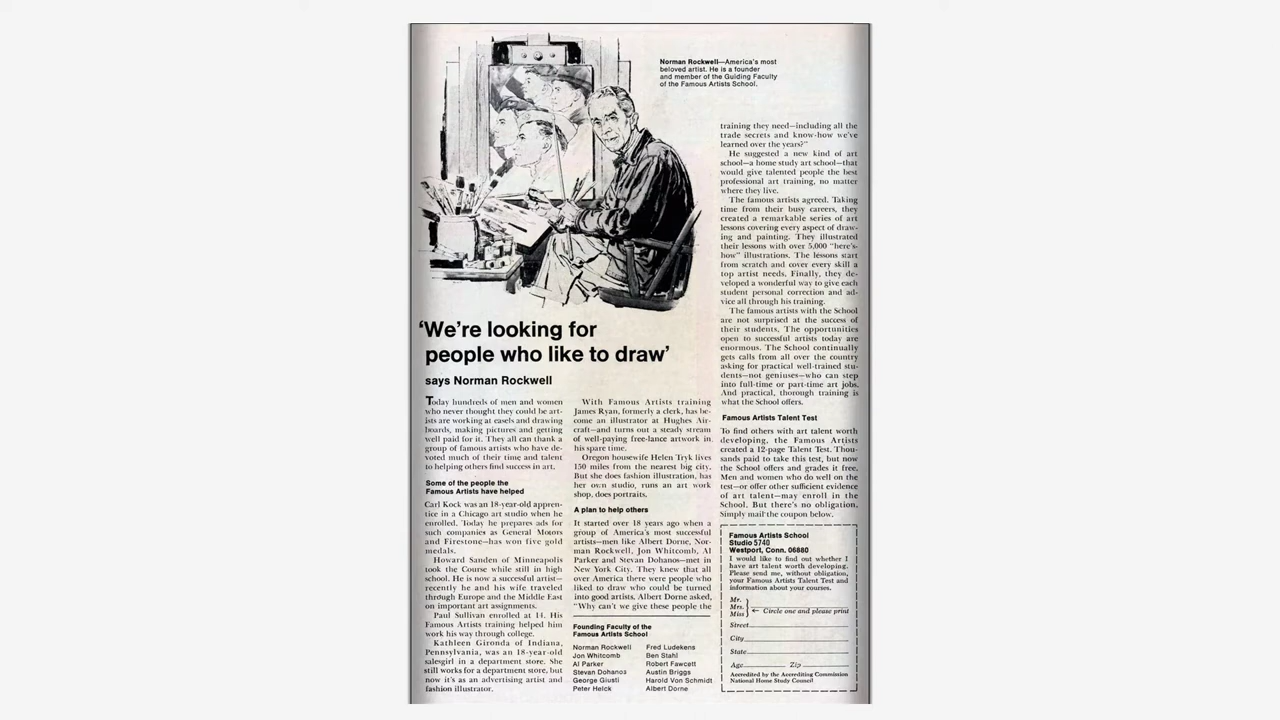 Norman Rockwell—America's most
beloved artist. He is a founder
and member of the Guiding Faculty
of the Famous Artists School.
'We're looking for
people who like to draw'
says Norman Rockwell
Today hundreds of men and women
who never thought they could be art-
ists are working at easels and drawing
boards, making pictures and getting
well paid for it. They all can thank a
group of famous artists who have de-
voted much of their time and talent
to helping others find success in art.
Some of the people the
Famous Artists have helped
Carl Kock was an 18-year-old appren-
tice in a Chicago art studio when he
enrolled. Today he prepares ads for
such companies as General Motors
and Firestone—has won five gold
medals.
Howard Sanden of Minneapolis
took the Course while still in high
school. He is now a successful artist—
recently he and his wife traveled
through Europe and the Middle East
on important art assignments.
Paul Sullivan enrolled at 14. His
Famous Artists training helped him
work his way through college.
Kathleen Gironda of Indiana,
Pennsylvania, was an 18-year-old
salesgirl in a department store. She
still works for a department store, but
now it's as an advertising artist and
fashion illustrator.
With Famous Artists training
James Ryan, formerly a clerk, has be-
come an illustrator at Hughes Air-
craft—and turns out a steady stream
of well-paying free-lance artwork in
his spare time.
Oregon housewife Helen Tryk lives
150 miles from the nearest big city.
But she does fashion illustration, has
her own studio, runs an art work
shop, does portraits.
A plan to help others
It started over 18 years ago when a
group of America's most successful
artists—men like Albert Dorne, Nor-
man Rockwell, Jon Whitcomb, Al
Parker and Stevan Dohanos—met in
New York City. They knew that all
over America there were people who
liked to draw who could be turned
into good artists. Albert Dorne asked,
"Why can't we give these people the
Founding Faculty of the
Famous Artists School
Norman Rockwell
Jon Whitcomb
Al Parker
Stevan Dohanos
George Giusti
Peter Helck
Fred Ludekens
Ben Stahl
Robert Fawcett
Austin Briggs
Harold Von Schmidt
Albert Dorne
training they need—including all the
trade secrets and know-how we've
learned over the years?"
He suggested a new kind of art
school—a home study art school—that
would give talented people the best
professional art training, no matter
where they live.
The famous artists agreed. Taking
time from their busy careers, they
created a remarkable series of art
lessons covering every aspect of draw-
ing and painting. They illustrated
their lessons with over 5,000 "here's-
how" illustrations. The lessons start
from scratch and cover every skill a
top artist needs. Finally, they de-
veloped a wonderful way to give each
student personal correction and ad-
vice all through his training.
The famous artists with the School
are not surprised at the success of
their students. The opportunities
open to successful artists today are
enormous. The School continually
gets calls from all over the country
asking for practical well-trained stu-
dents—not geniuses—who can step
into full-time or part-time art jobs.
And practical, thorough training is
what the School offers.
Famous Artists Talent Test
To find others with art talent worth
developing, the Famous Artists
created a 12-page Talent Test. Thou-
sands paid to take this test, but now
the School offers and grades it free.
Men and women who do well on the
test—or offer other sufficient evidence
of art talent—may enroll in the
School. But there's no obligation.
Simply mail the coupon below.
Famous Artists School
Studio 5740
Westport, Conn. 06880
I would like to find out whether I
have art talent worth developing.
Please send me, without obligation,
your Famous Artists Talent Test and
information about your courses.
Mr.
Mrs.
Miss
← Circle one and please print
Street
City
State
Age Zip
Accredited by the Accrediting Commission
National Home Study Council